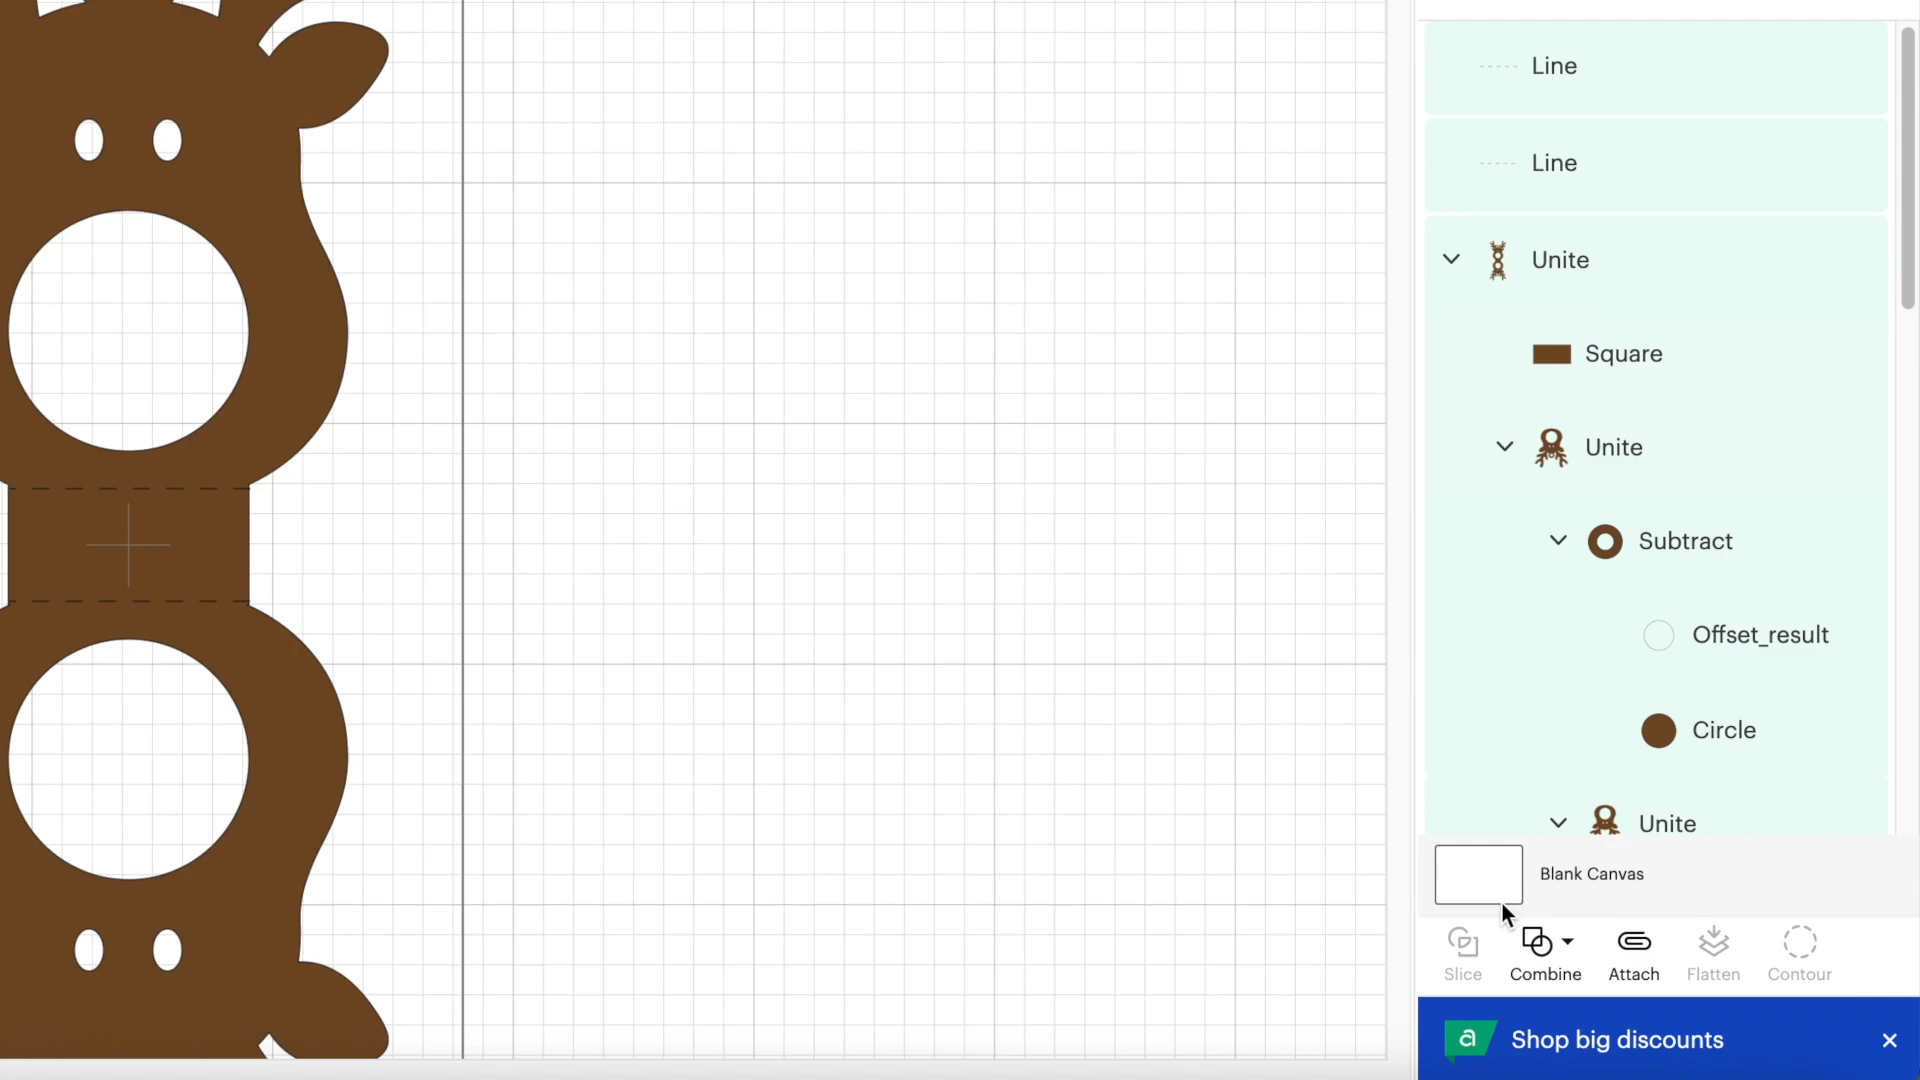 Line
Line
Unite
Square
Unite
Subtract
Offset_result
Circle
Unite
Blank Canvas
Slice
Combine
Attach
Flatten
Contour
a
Shop big discounts